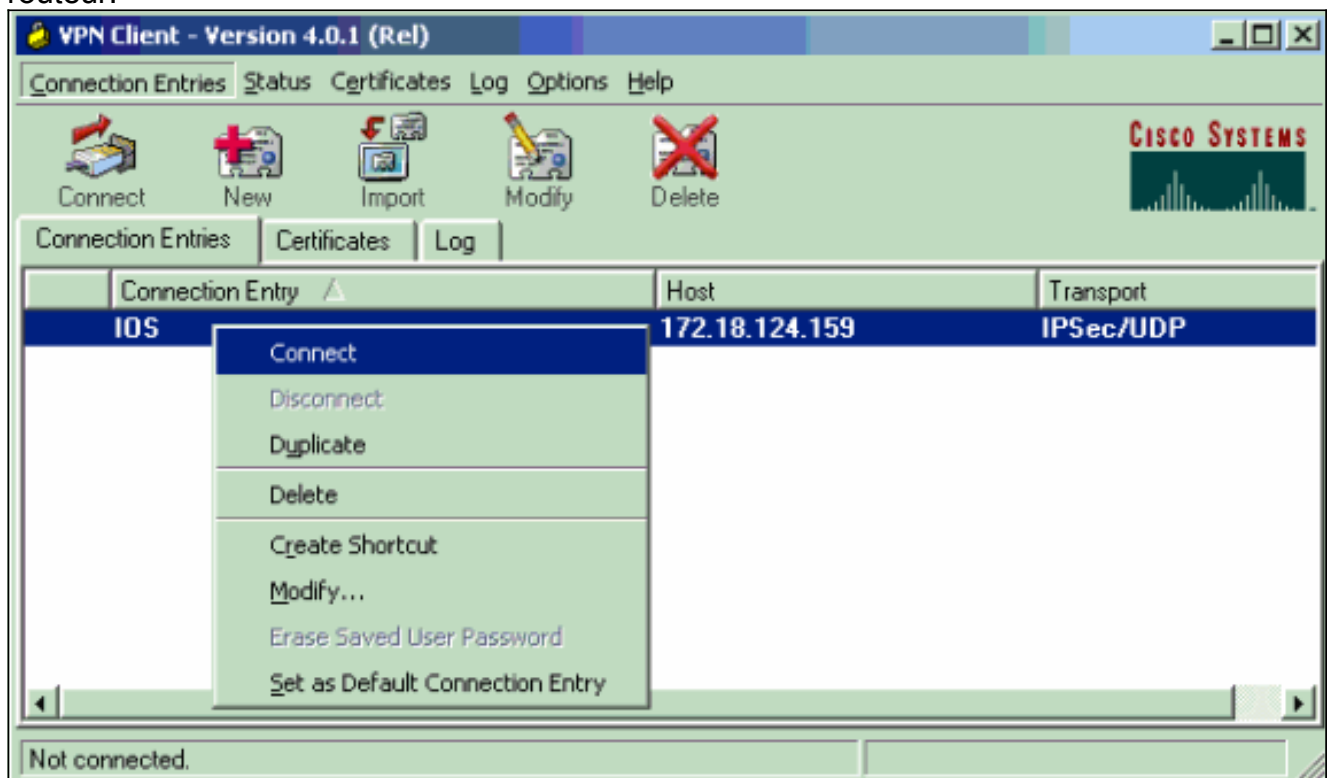 routeur.
VPN Client - Version 4.0.1 (Rel)
Connection Entries Status Certificates Log Options Help
CISCO SYSTEMS
Connect New Import Modify Delete
Connection Entries Certificates Log
Connection Entry Host Transport
IOS 172.18.124.159 IPSec/UDP
Connect
Disconnect
Duplicate
Delete
Create Shortcut
Modify...
Erase Saved User Password
Set as Default Connection Entry
Not connected.